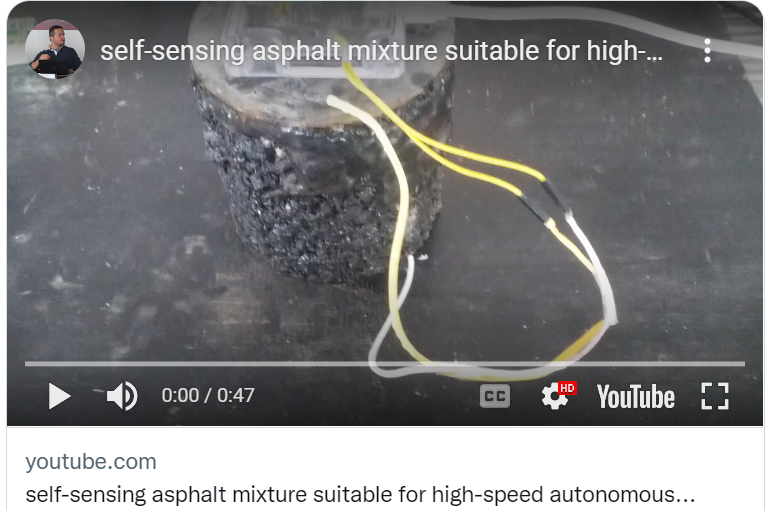 self-sensing asphalt mixture suitable for high-...
0:00 / 0:47
CC
HD
YouTube
youtube.com
self-sensing asphalt mixture suitable for high-speed autonomous...